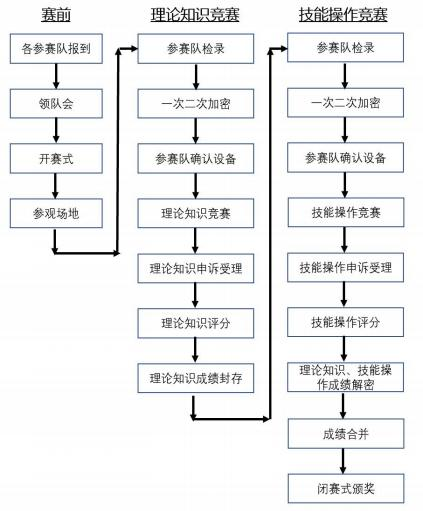 赛前
各参赛队报到
领队会
开赛式
参观场地
理论知识竞赛
参赛队检录
一次二次加密
参赛队确认设备
理论知识竞赛
理论知识申诉受理
理论知识评分
理论知识成绩封存
技能操作竞赛
参赛队检录
一次二次加密
参赛队确认设备
技能操作竞赛
技能操作申诉受理
技能操作评分
理论知识、技能操
作成绩解密
成绩合并
闭赛式颁奖